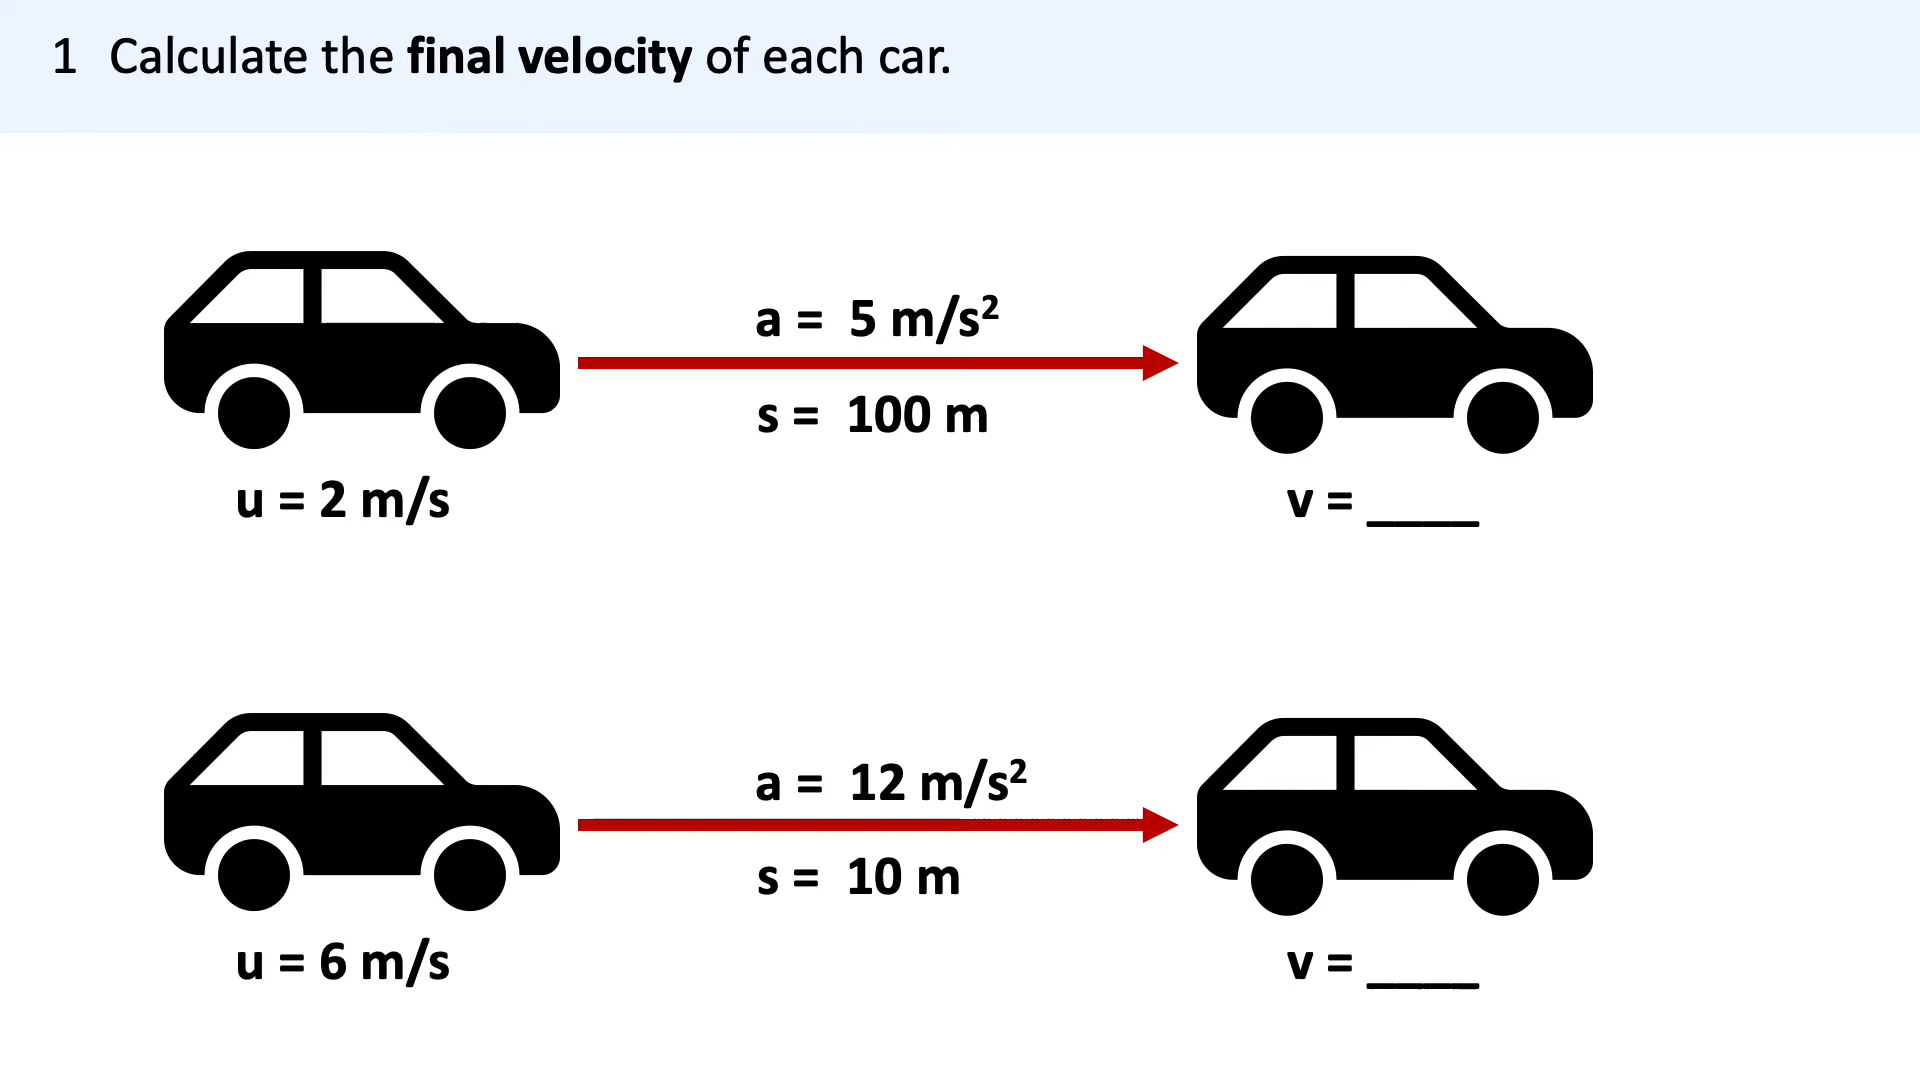 1 Calculate the final velocity of each car.
a = 5 m/s²
s = 100 m
u = 2 m/s
v = ____
a = 12 m/s²
s = 10 m
u = 6 m/s
v = ____